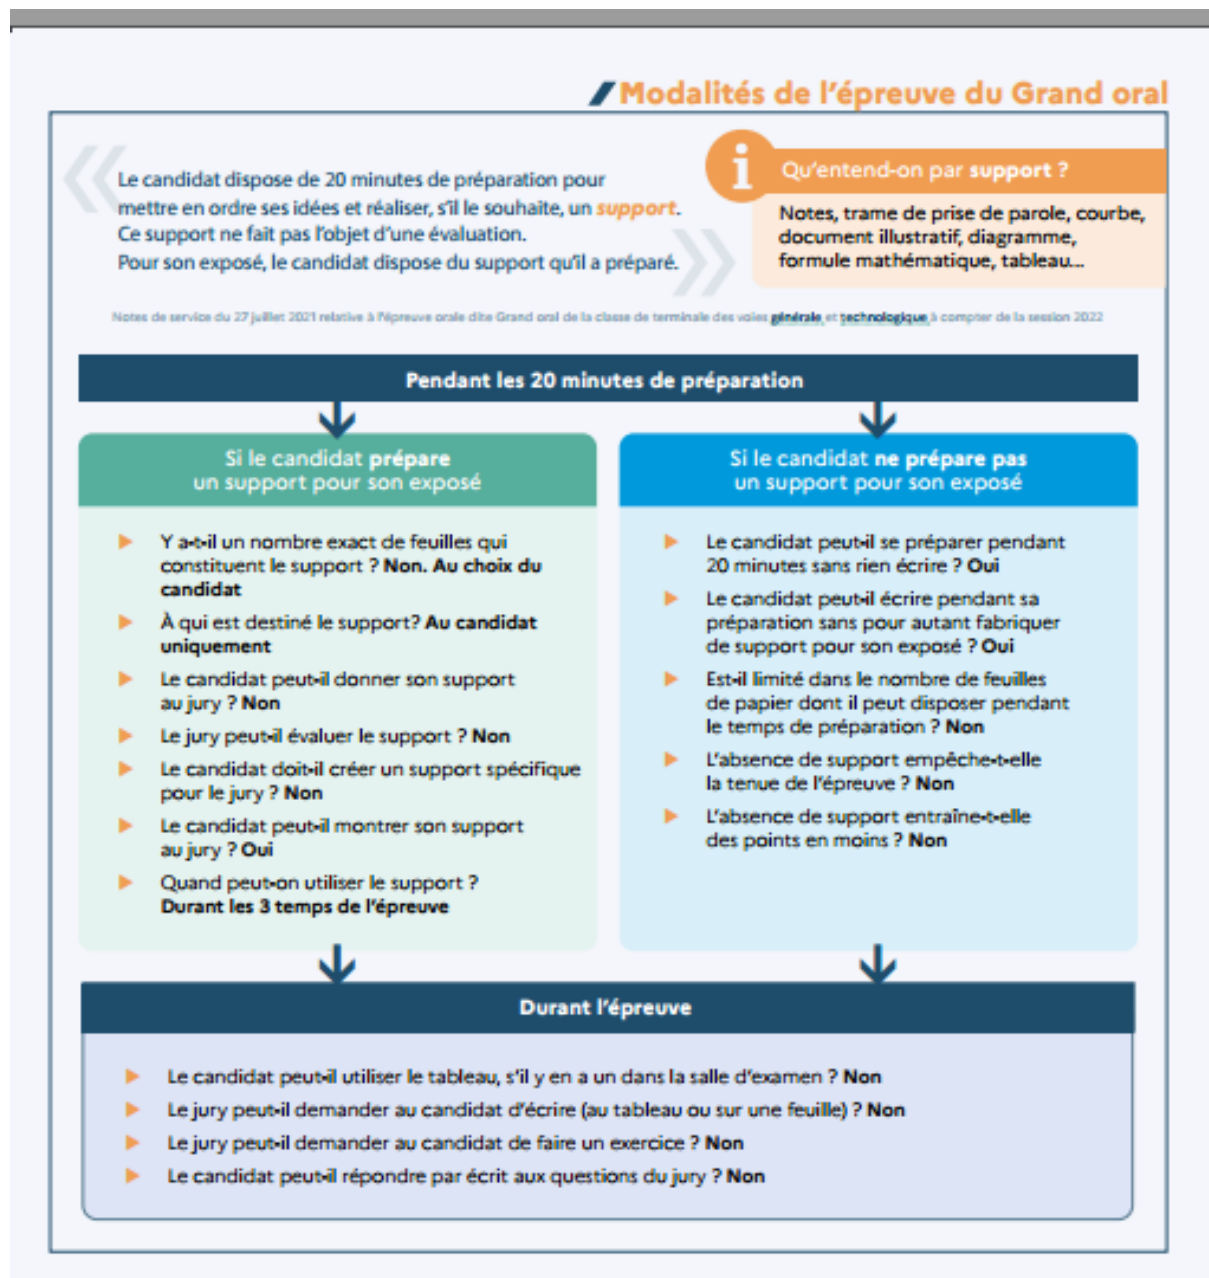 Modalités de l'épreuve du Grand oral
Le candidat dispose de 20 minutes de préparation pour
mettre en ordre ses idées et réaliser, s'il le souhaite, un support.
Ce support ne fait pas l'objet d'une évaluation.
Pour son exposé, le candidat dispose du support qu'il a préparé.
i
Qu'entend-on par support ?
Notes, trame de prise de parole, courbe,
document illustratif, diagramme,
formule mathématique, tableau...
Notes de service du 27 juillet 2021 relative à l'épreuve orale dite Grand oral de la classe de terminale des voies générale et technologique à compter de la session 2022
Pendant les 20 minutes de préparation
Si le candidat prépare
un support pour son exposé
Y a-t-il un nombre exact de feuilles qui
constituent le support ? Non. Au choix du
candidat
À qui est destiné le support? Au candidat
uniquement
Le candidat peut-il donner son support
au jury ? Non
Le jury peut-il évaluer le support ? Non
Le candidat doit-il créer un support spécifique
pour le jury ? Non
Le candidat peut-il montrer son support
au jury ? Oui
Quand peut-on utiliser le support ?
Durant les 3 temps de l'épreuve
Si le candidat ne prépare pas
un support pour son exposé
Le candidat peut-il se préparer pendant
20 minutes sans rien écrire ? Oui
Le candidat peut-il écrire pendant sa
préparation sans pour autant fabriquer
de support pour son exposé ? Oui
Est-il limité dans le nombre de feuilles
de papier dont il peut disposer pendant
le temps de préparation ? Non
L'absence de support empêche-t-elle
la tenue de l'épreuve ? Non
L'absence de support entraîne-t-elle
des points en moins ? Non
Durant l'épreuve
Le candidat peut-il utiliser le tableau, s'il y en a un dans la salle d'examen ? Non
Le jury peut-il demander au candidat d'écrire (au tableau ou sur une feuille) ? Non
Le jury peut-il demander au candidat de faire un exercice ? Non
Le candidat peut-il répondre par écrit aux questions du jury ? Non